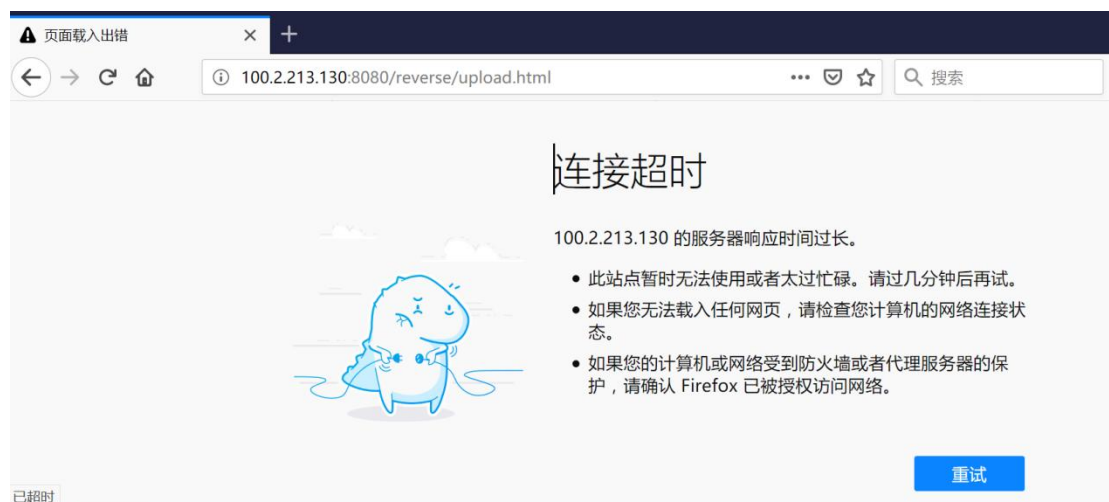 页面载入出错
100.2.213.130:8080/reverse/upload.html
搜索
连接超时
100.2.213.130 的服务器响应时间过长。
此站点暂时无法使用或者太过忙碌。请过几分钟后再试。
如果您无法载入任何网页，请检查您计算机的网络连接状
态。
如果您的计算机或网络受到防火墙或者代理服务器的保
护，请确认 Firefox 已被授权访问网络。
重试
已超时